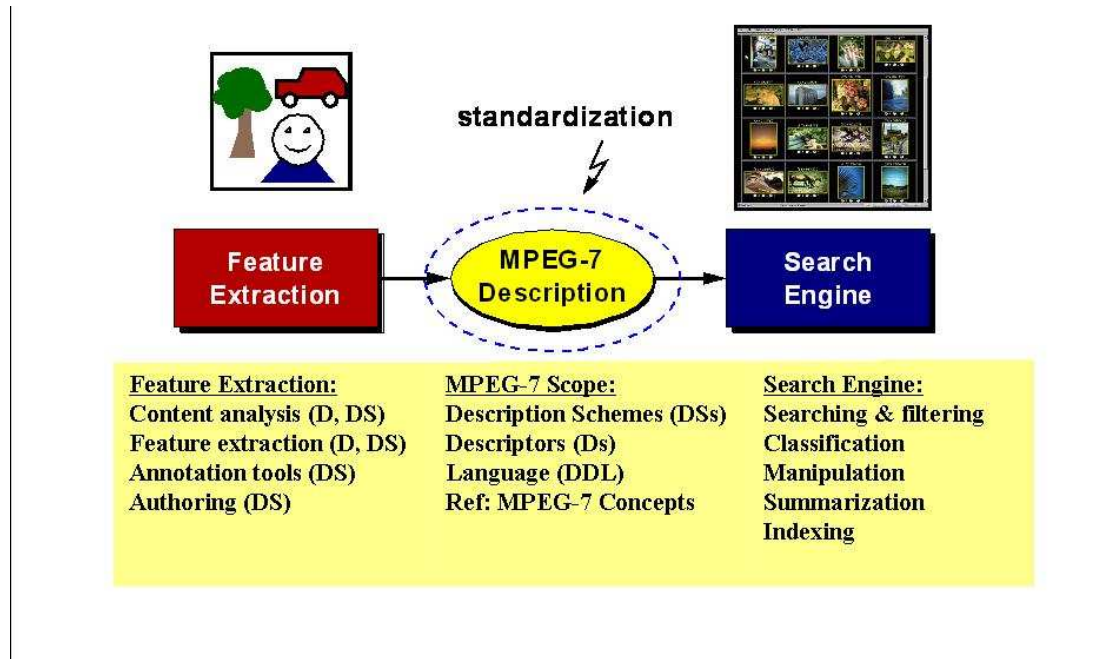 standardization
Feature
Extraction
MPEG-7
Description
Search
Engine
Feature Extraction:
Content analysis (D, DS)
Feature extraction (D, DS)
Annotation tools (DS)
Authoring (DS)
MPEG-7 Scope:
Description Schemes (DSs)
Descriptors (Ds)
Language (DDL)
Ref: MPEG-7 Concepts
Search Engine:
Searching & filtering
Classification
Manipulation
Summarization
Indexing